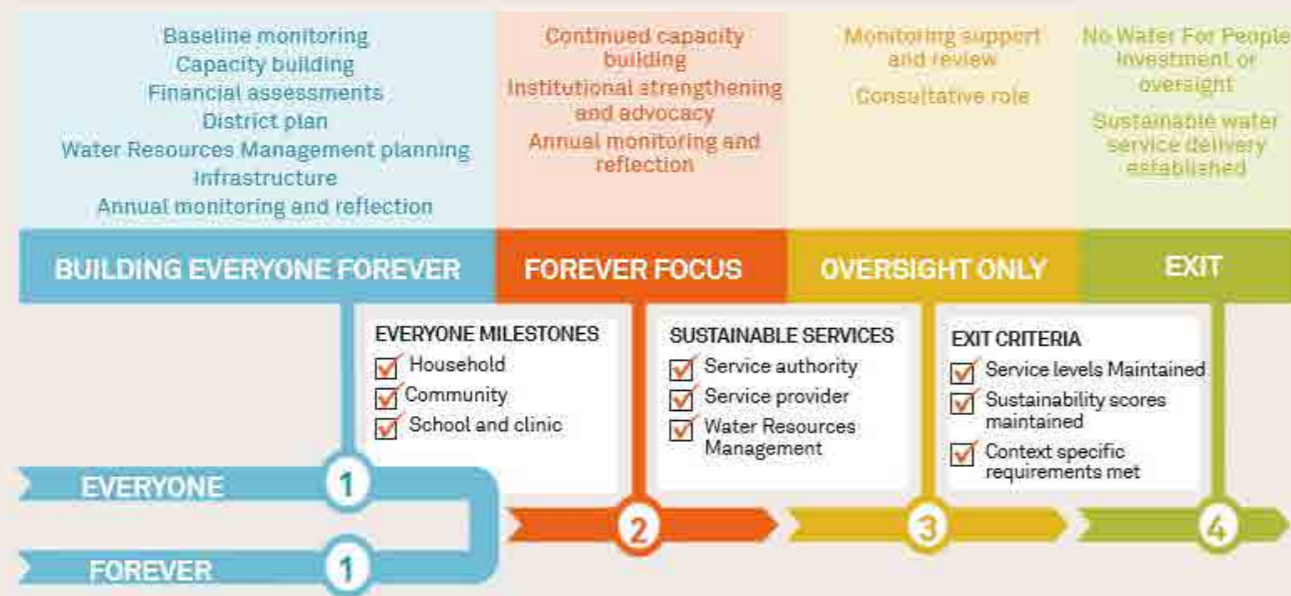 Baseline monitoring
Capacity building
Financial assessments
District plan
Water Resources Management planning
Infrastructure
Annual monitoring and reflection
Continued capacity
building
Institutional strengthening
and advocacy
Annual monitoring and
reflection
Monitoring support
and review
Consultative role
No Water For People
Investment or
oversight
Sustainable water
service delivery
established
BUILDING EVERYONE FOREVER
FOREVER FOCUS
OVERSIGHT ONLY
EXIT
EVERYONE MILESTONES
Household
Community
School and clinic
SUSTAINABLE SERVICES
Service authority
Service provider
Water Resources
Management
EXIT CRITERIA
Service levels Maintained
Sustainability scores
maintained
Context specific
requirements met
EVERYONE
1
FOREVER
1
2
3
4